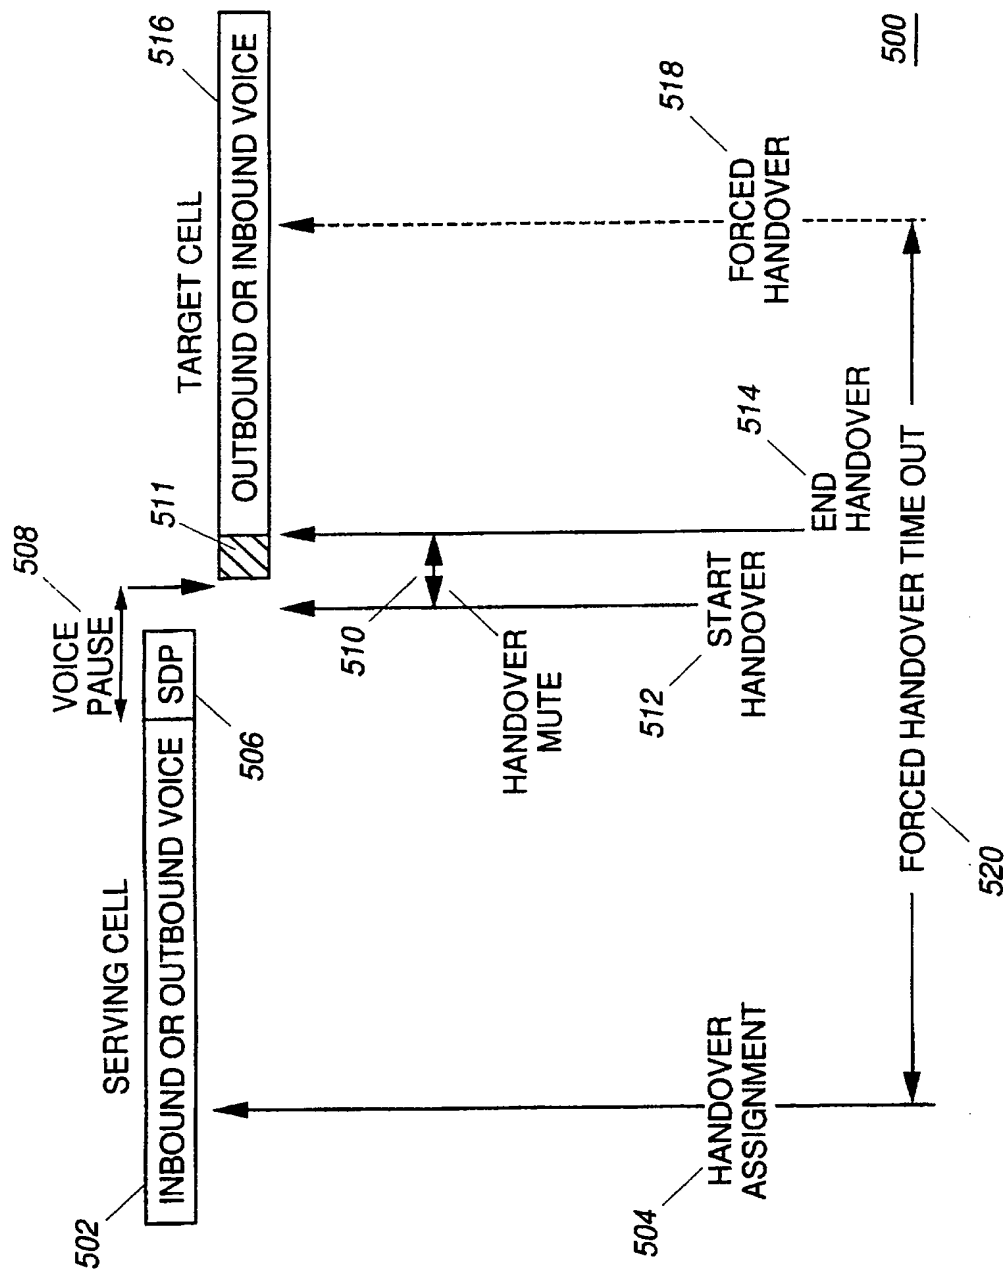 508
VOICE
PAUSE
SERVING CELL
TARGET CELL
502
INBOUND OR OUTBOUND VOICE
SDP
506
511
OUTBOUND OR INBOUND VOICE
516
510
HANDOVER
MUTE
504
HANDOVER
ASSIGNMENT
512
START
HANDOVER
514
END
HANDOVER
518
FORCED
HANDOVER
FORCED HANDOVER TIME OUT
520
500